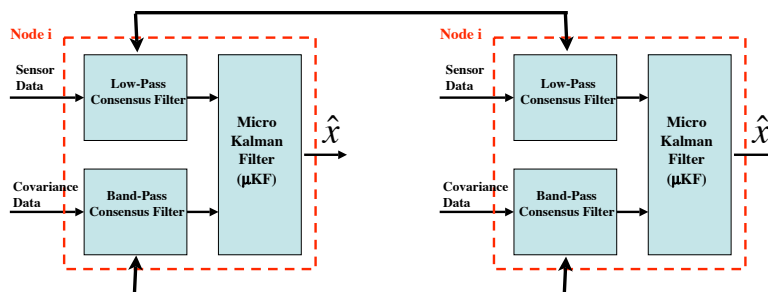 Node i
Sensor
Data
Low-Pass
Consensus Filter
Micro
Kalman
Filter
(μKF)
x̂
Covariance
Data
Band-Pass
Consensus Filter
Node i
Sensor
Data
Low-Pass
Consensus Filter
Micro
Kalman
Filter
(μKF)
x̂
Covariance
Data
Band-Pass
Consensus Filter